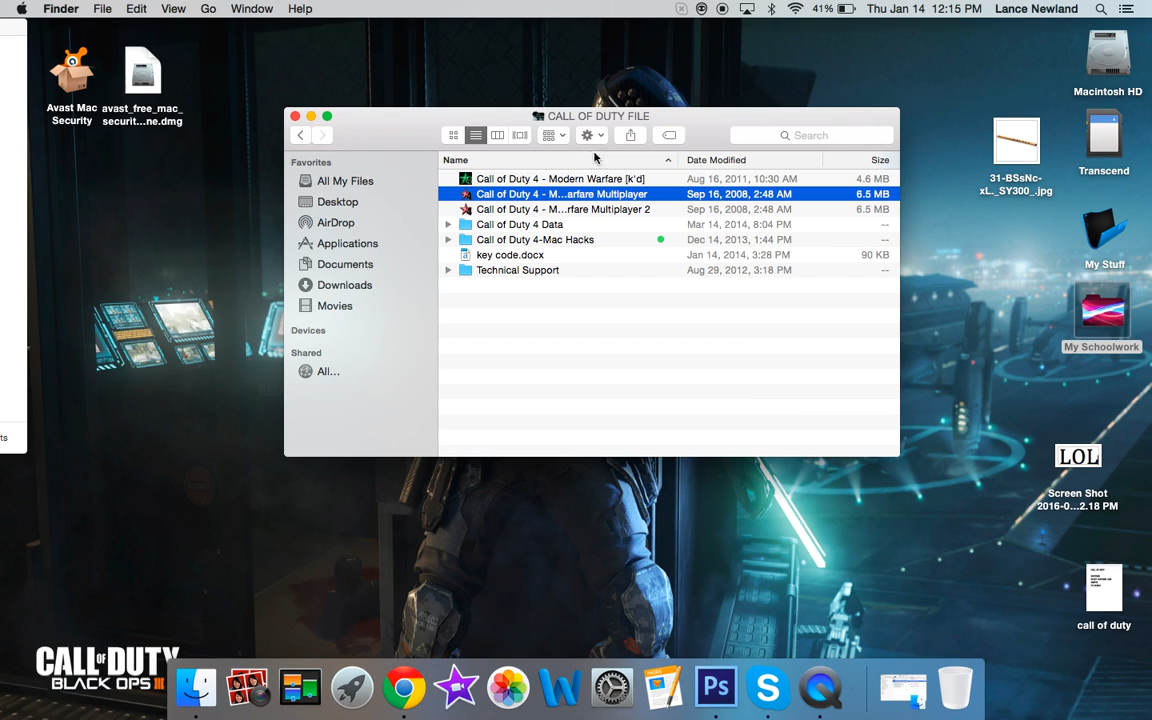 Finder File Edit View Go Window Help 41% Thu Jan 14 12:15 PM Lance Newland
Avast Mac
Security
avast_free_mac_
securit...ne.dmg
CALL OF DUTY FILE
Search
Favorites
All My Files
Desktop
AirDrop
Applications
Documents
Downloads
Movies
Devices
Shared
All...
Name Date Modified Size
Call of Duty 4 - Modern Warfare [k'd] Aug 16, 2011, 10:30 AM 4.6 MB
Call of Duty 4 - M...arfare Multiplayer Sep 16, 2008, 2:48 AM 6.5 MB
Call of Duty 4 - M...rfare Multiplayer 2 Sep 16, 2008, 2:48 AM 6.5 MB
Call of Duty 4 Data Mar 14, 2014, 8:04 PM --
Call of Duty 4-Mac Hacks Dec 14, 2013, 1:44 PM --
key code.docx Jan 14, 2014, 3:28 PM 90 KB
Technical Support Aug 29, 2012, 3:18 PM --
ts
Macintosh HD
31-BSsNc-
xL._SY300_.jpg
Transcend
My Stuff
My Schoolwork
LOL
Screen Shot
2016-0...2.18 PM
call of duty
CALL OF DUTY
BLACK OPS III
W
Ps
S